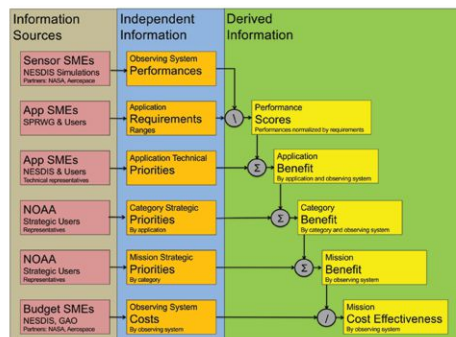 Information
Sources
Independent
Information
Derived
Information
Sensor SMEs
NESDIS Simulations
Partners: NASA, Aerospace
Observing System
Performances
App SMEs
SPRWG & Users
Application
Requirements
Ranges
\
Performance
Scores
Performances normalized by requirements
App SMEs
NESDIS & Users
Technical representatives
Application Technical
Priorities
Σ
Application
Benefit
By application and observing system
NOAA
Strategic Users
Representatives
Category Strategic
Priorities
By application
Σ
Category
Benefit
By category and observing system
NOAA
Strategic Users
Representatives
Mission Strategic
Priorities
By category
Σ
Mission
Benefit
By observing system
Budget SMEs
NESDIS, GAO
Partners: NASA, Aerospace
Observing System
Costs
By observing system
/
Mission
Cost Effectiveness
By observing system